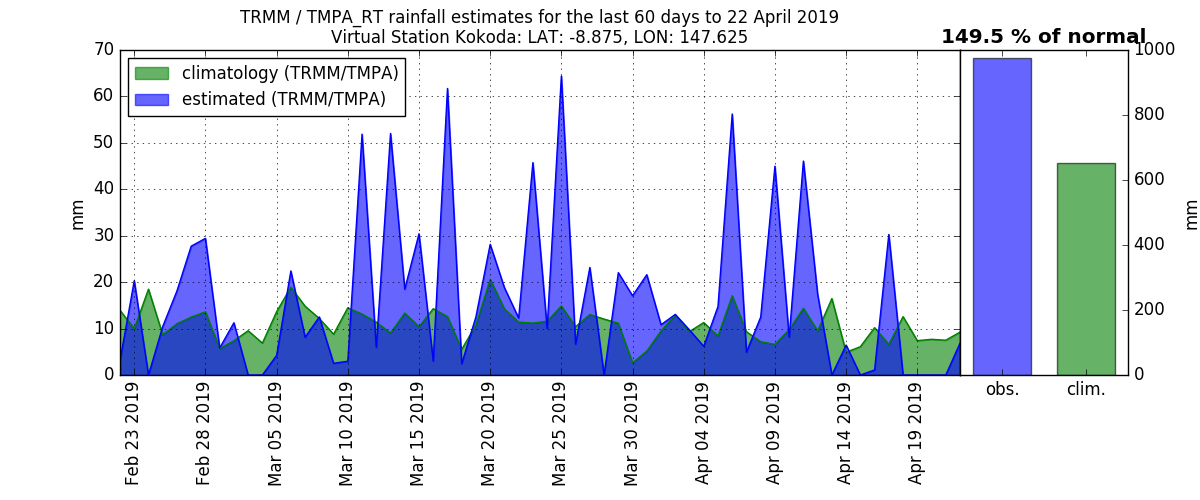 TRMM / TMPA_RT rainfall estimates for the last 60 days to 22 April 2019
Virtual Station Kokoda: LAT: -8.875, LON: 147.625
149.5 % of normal
climatology (TRMM/TMPA)
estimated (TRMM/TMPA)
70
60
50
40
30
20
10
0
mm
Feb 23 2019
Feb 28 2019
Mar 05 2019
Mar 10 2019
Mar 15 2019
Mar 20 2019
Mar 25 2019
Mar 30 2019
Apr 04 2019
Apr 09 2019
Apr 14 2019
Apr 19 2019
obs.
clim.
1000
800
600
400
200
0
mm